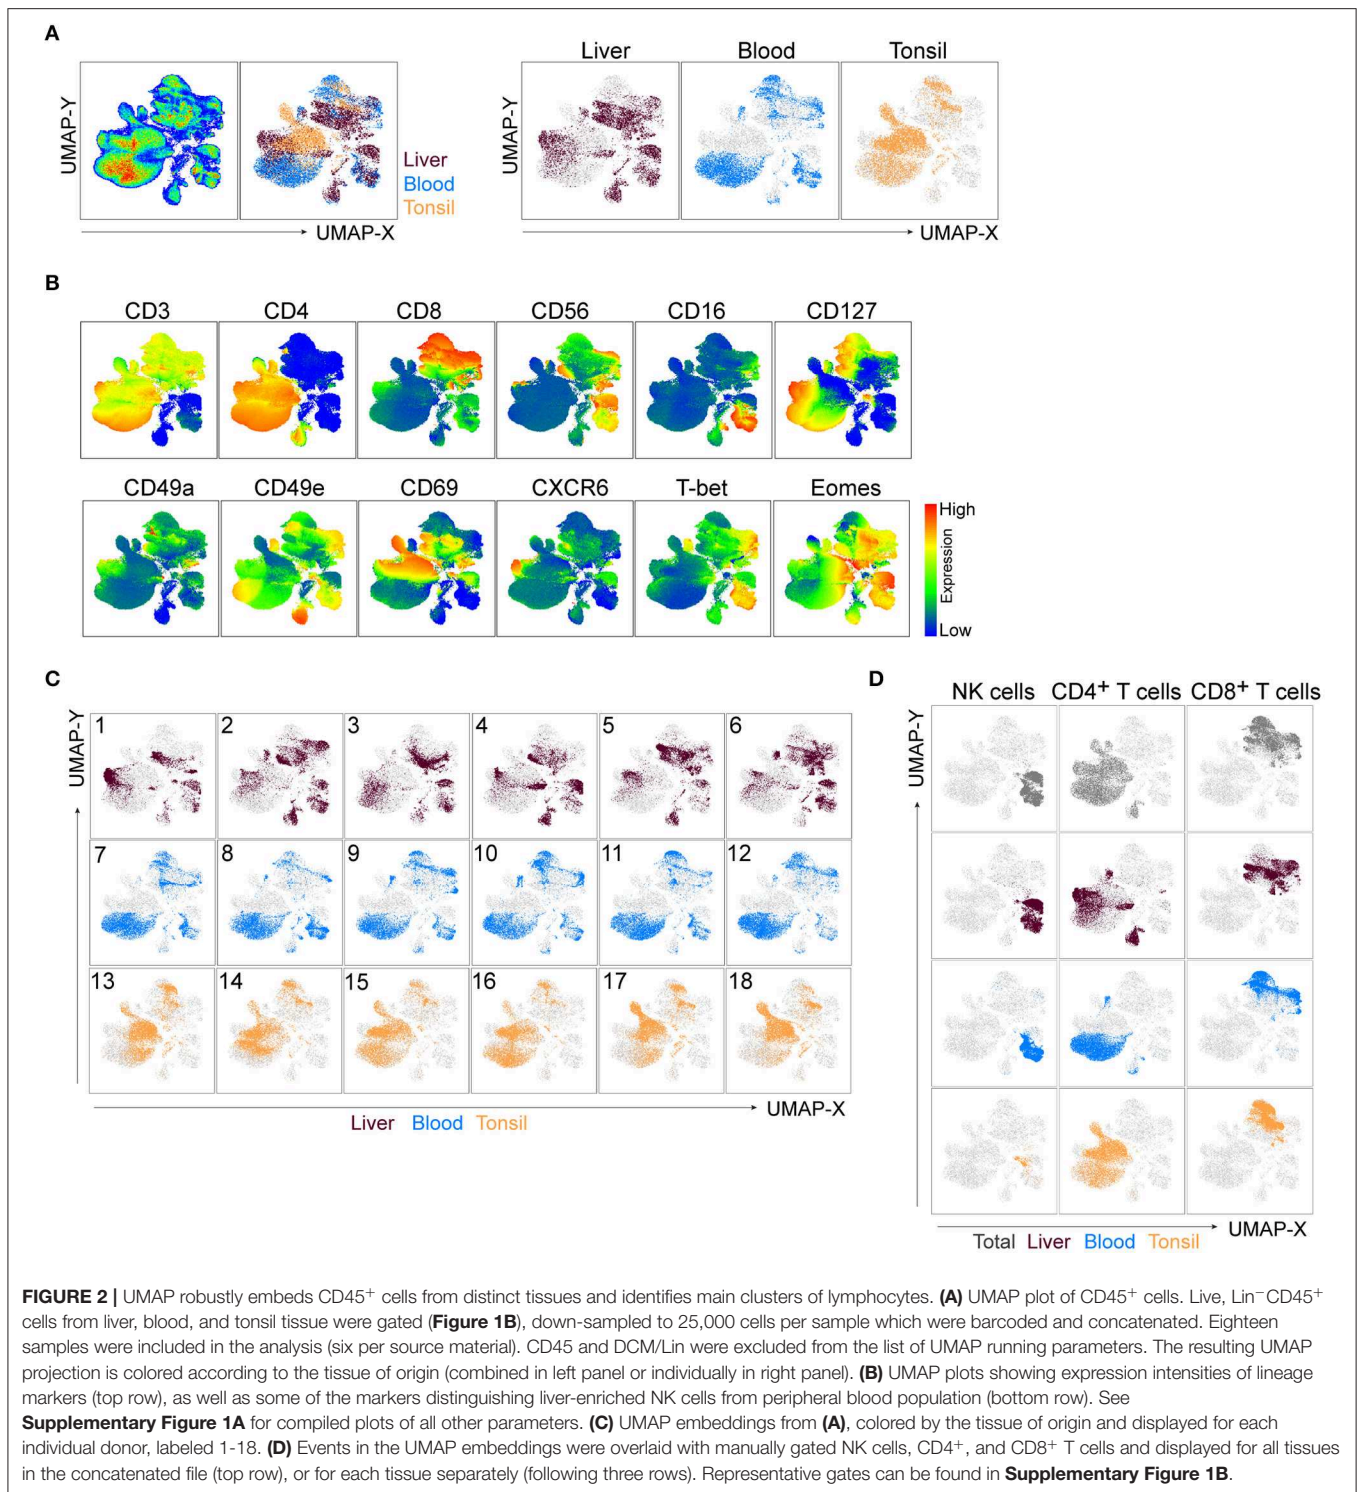 A
Liver Blood Tonsil
UMAP-Y
Liver
Blood
Tonsil
UMAP-X
UMAP-Y
UMAP-X
B
CD3 CD4 CD8 CD56 CD16 CD127
CD49a CD49e CD69 CXCR6 T-bet Eomes
High
Expression
Low
C
UMAP-Y
1 2 3 4 5 6
7 8 9 10 11 12
13 14 15 16 17 18
UMAP-X
Liver Blood Tonsil
D
NK cells CD4+ T cells CD8+ T cells
UMAP-Y
UMAP-X
Total Liver Blood Tonsil
FIGURE 2 | UMAP robustly embeds CD45+ cells from distinct tissues and identifies main clusters of lymphocytes. (A) UMAP plot of CD45+ cells. Live, Lin−CD45+
cells from liver, blood, and tonsil tissue were gated (Figure 1B), down-sampled to 25,000 cells per sample which were barcoded and concatenated. Eighteen
samples were included in the analysis (six per source material). CD45 and DCM/Lin were excluded from the list of UMAP running parameters. The resulting UMAP
projection is colored according to the tissue of origin (combined in left panel or individually in right panel). (B) UMAP plots showing expression intensities of lineage
markers (top row), as well as some of the markers distinguishing liver-enriched NK cells from peripheral blood population (bottom row). See
Supplementary Figure 1A for compiled plots of all other parameters. (C) UMAP embeddings from (A), colored by the tissue of origin and displayed for each
individual donor, labeled 1-18. (D) Events in the UMAP embeddings were overlaid with manually gated NK cells, CD4+, and CD8+ T cells and displayed for all tissues
in the concatenated file (top row), or for each tissue separately (following three rows). Representative gates can be found in Supplementary Figure 1B.